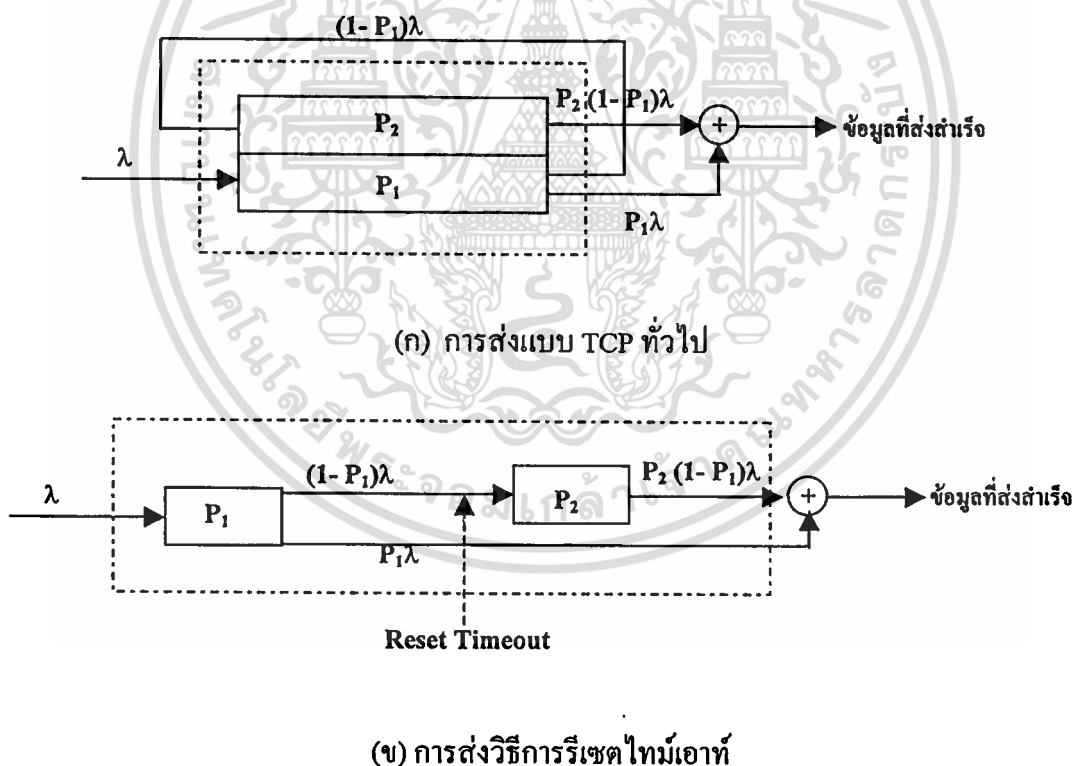 (1- P₁)λ
P₂
P₂ (1- P₁)λ
+
ข้อมูลที่ส่งสำเร็จ
λ
P₁
P₁λ
(ก) การส่งแบบ TCP ทั่วไป
λ
P₁
(1- P₁)λ
P₂
P₂ (1- P₁)λ
+
ข้อมูลที่ส่งสำเร็จ
P₁λ
Reset Timeout
(ข) การส่งวิธีการรีเซตไทม์เอาท์